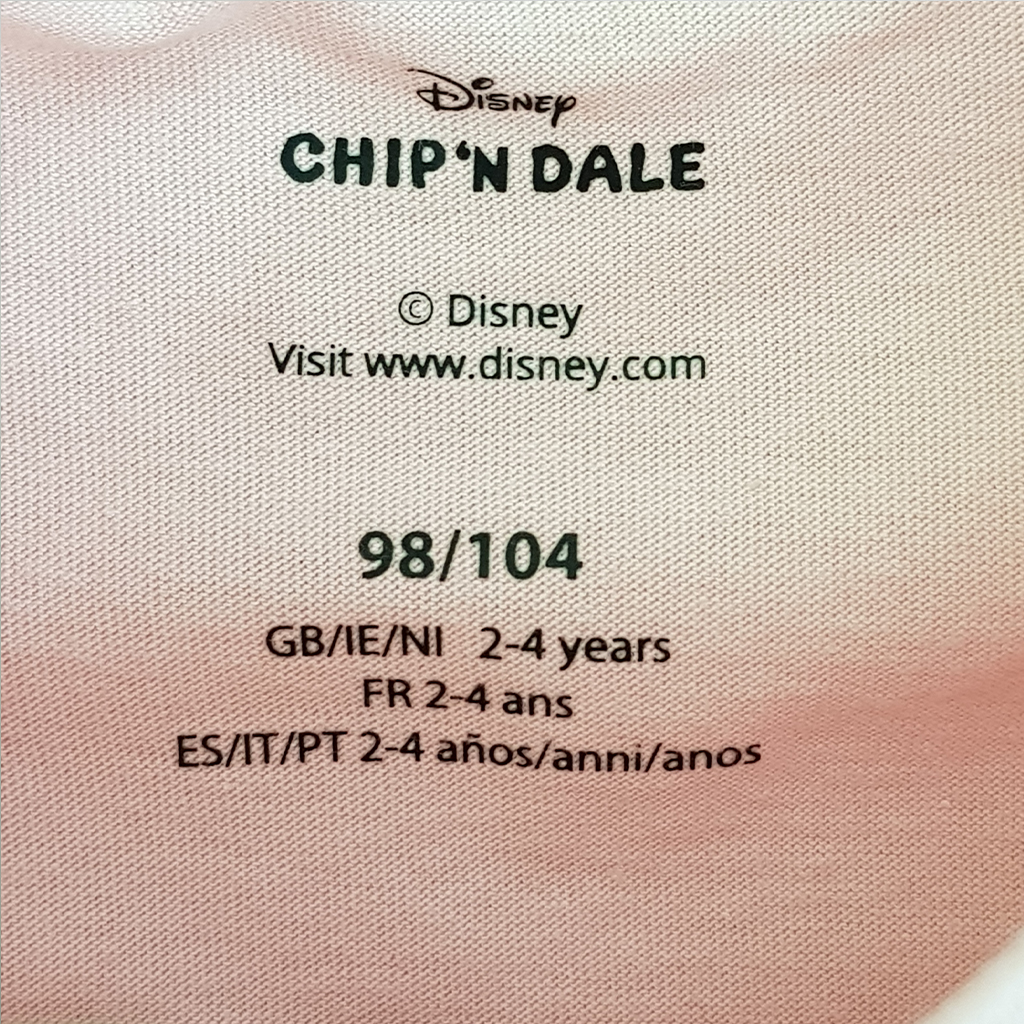 Disney
CHIP 'N DALE
© Disney
Visit www.disney.com
98/104
GB/IE/NI 2-4 years
FR 2-4 ans
ES/IT/PT 2-4 años/anni/anos